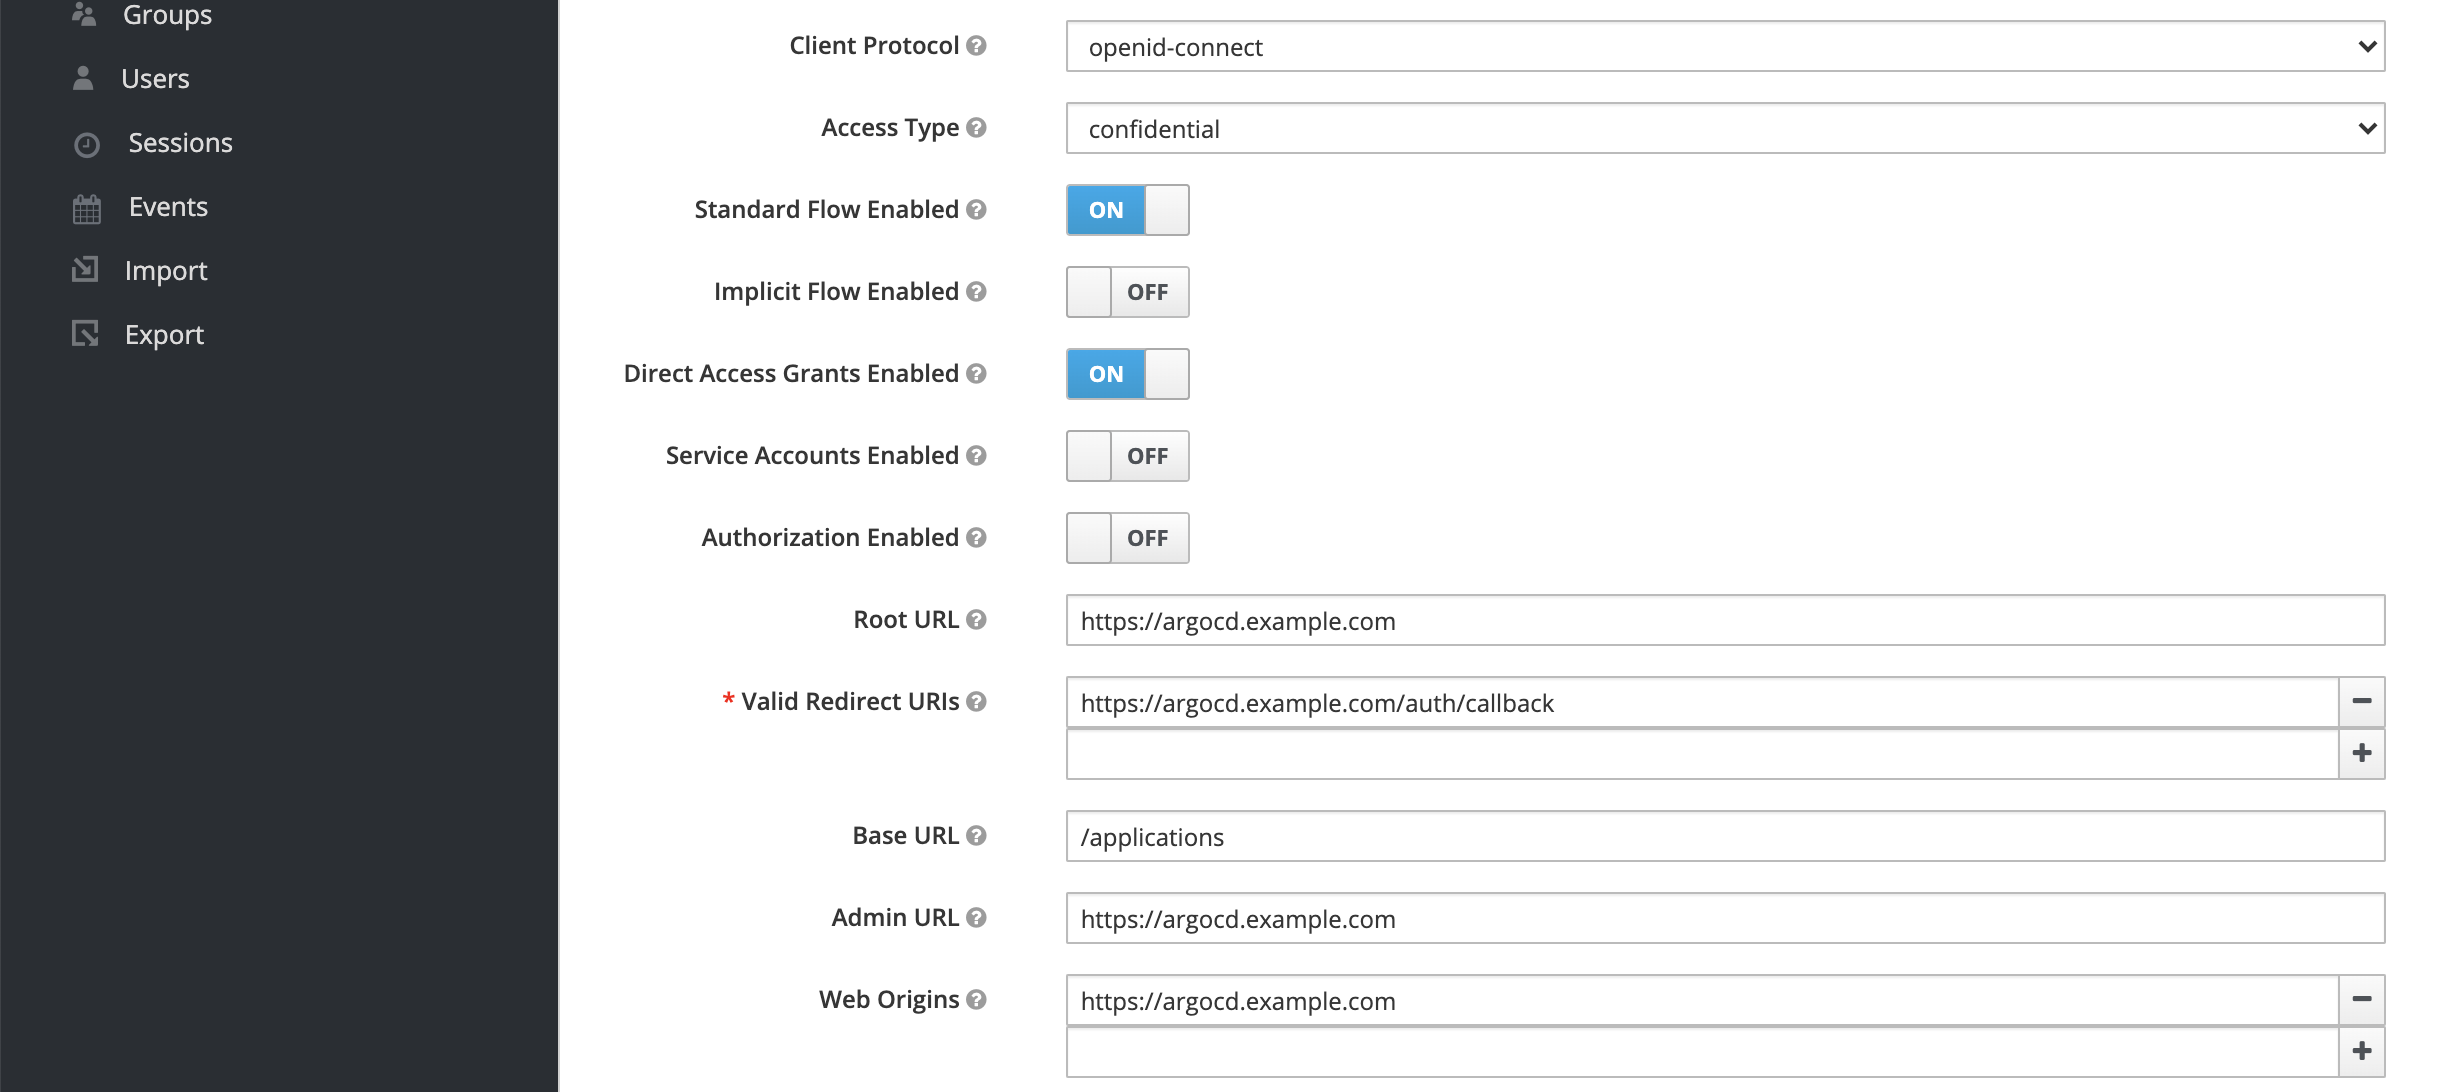 Groups
Users
Sessions
Events
Import
Export
Client Protocol
openid-connect
Access Type
confidential
Standard Flow Enabled
ON
Implicit Flow Enabled
OFF
Direct Access Grants Enabled
ON
Service Accounts Enabled
OFF
Authorization Enabled
OFF
Root URL
https://argocd.example.com
* Valid Redirect URIs
https://argocd.example.com/auth/callback
Base URL
/applications
Admin URL
https://argocd.example.com
Web Origins
https://argocd.example.com